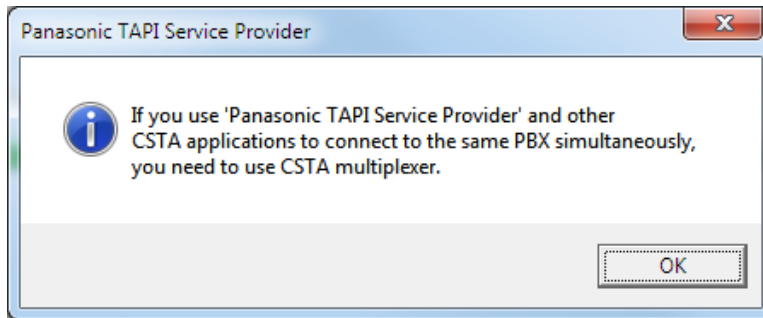 Panasonic TAPI Service Provider
If you use 'Panasonic TAPI Service Provider' and other
CSTA applications to connect to the same PBX simultaneously,
you need to use CSTA multiplexer.
OK